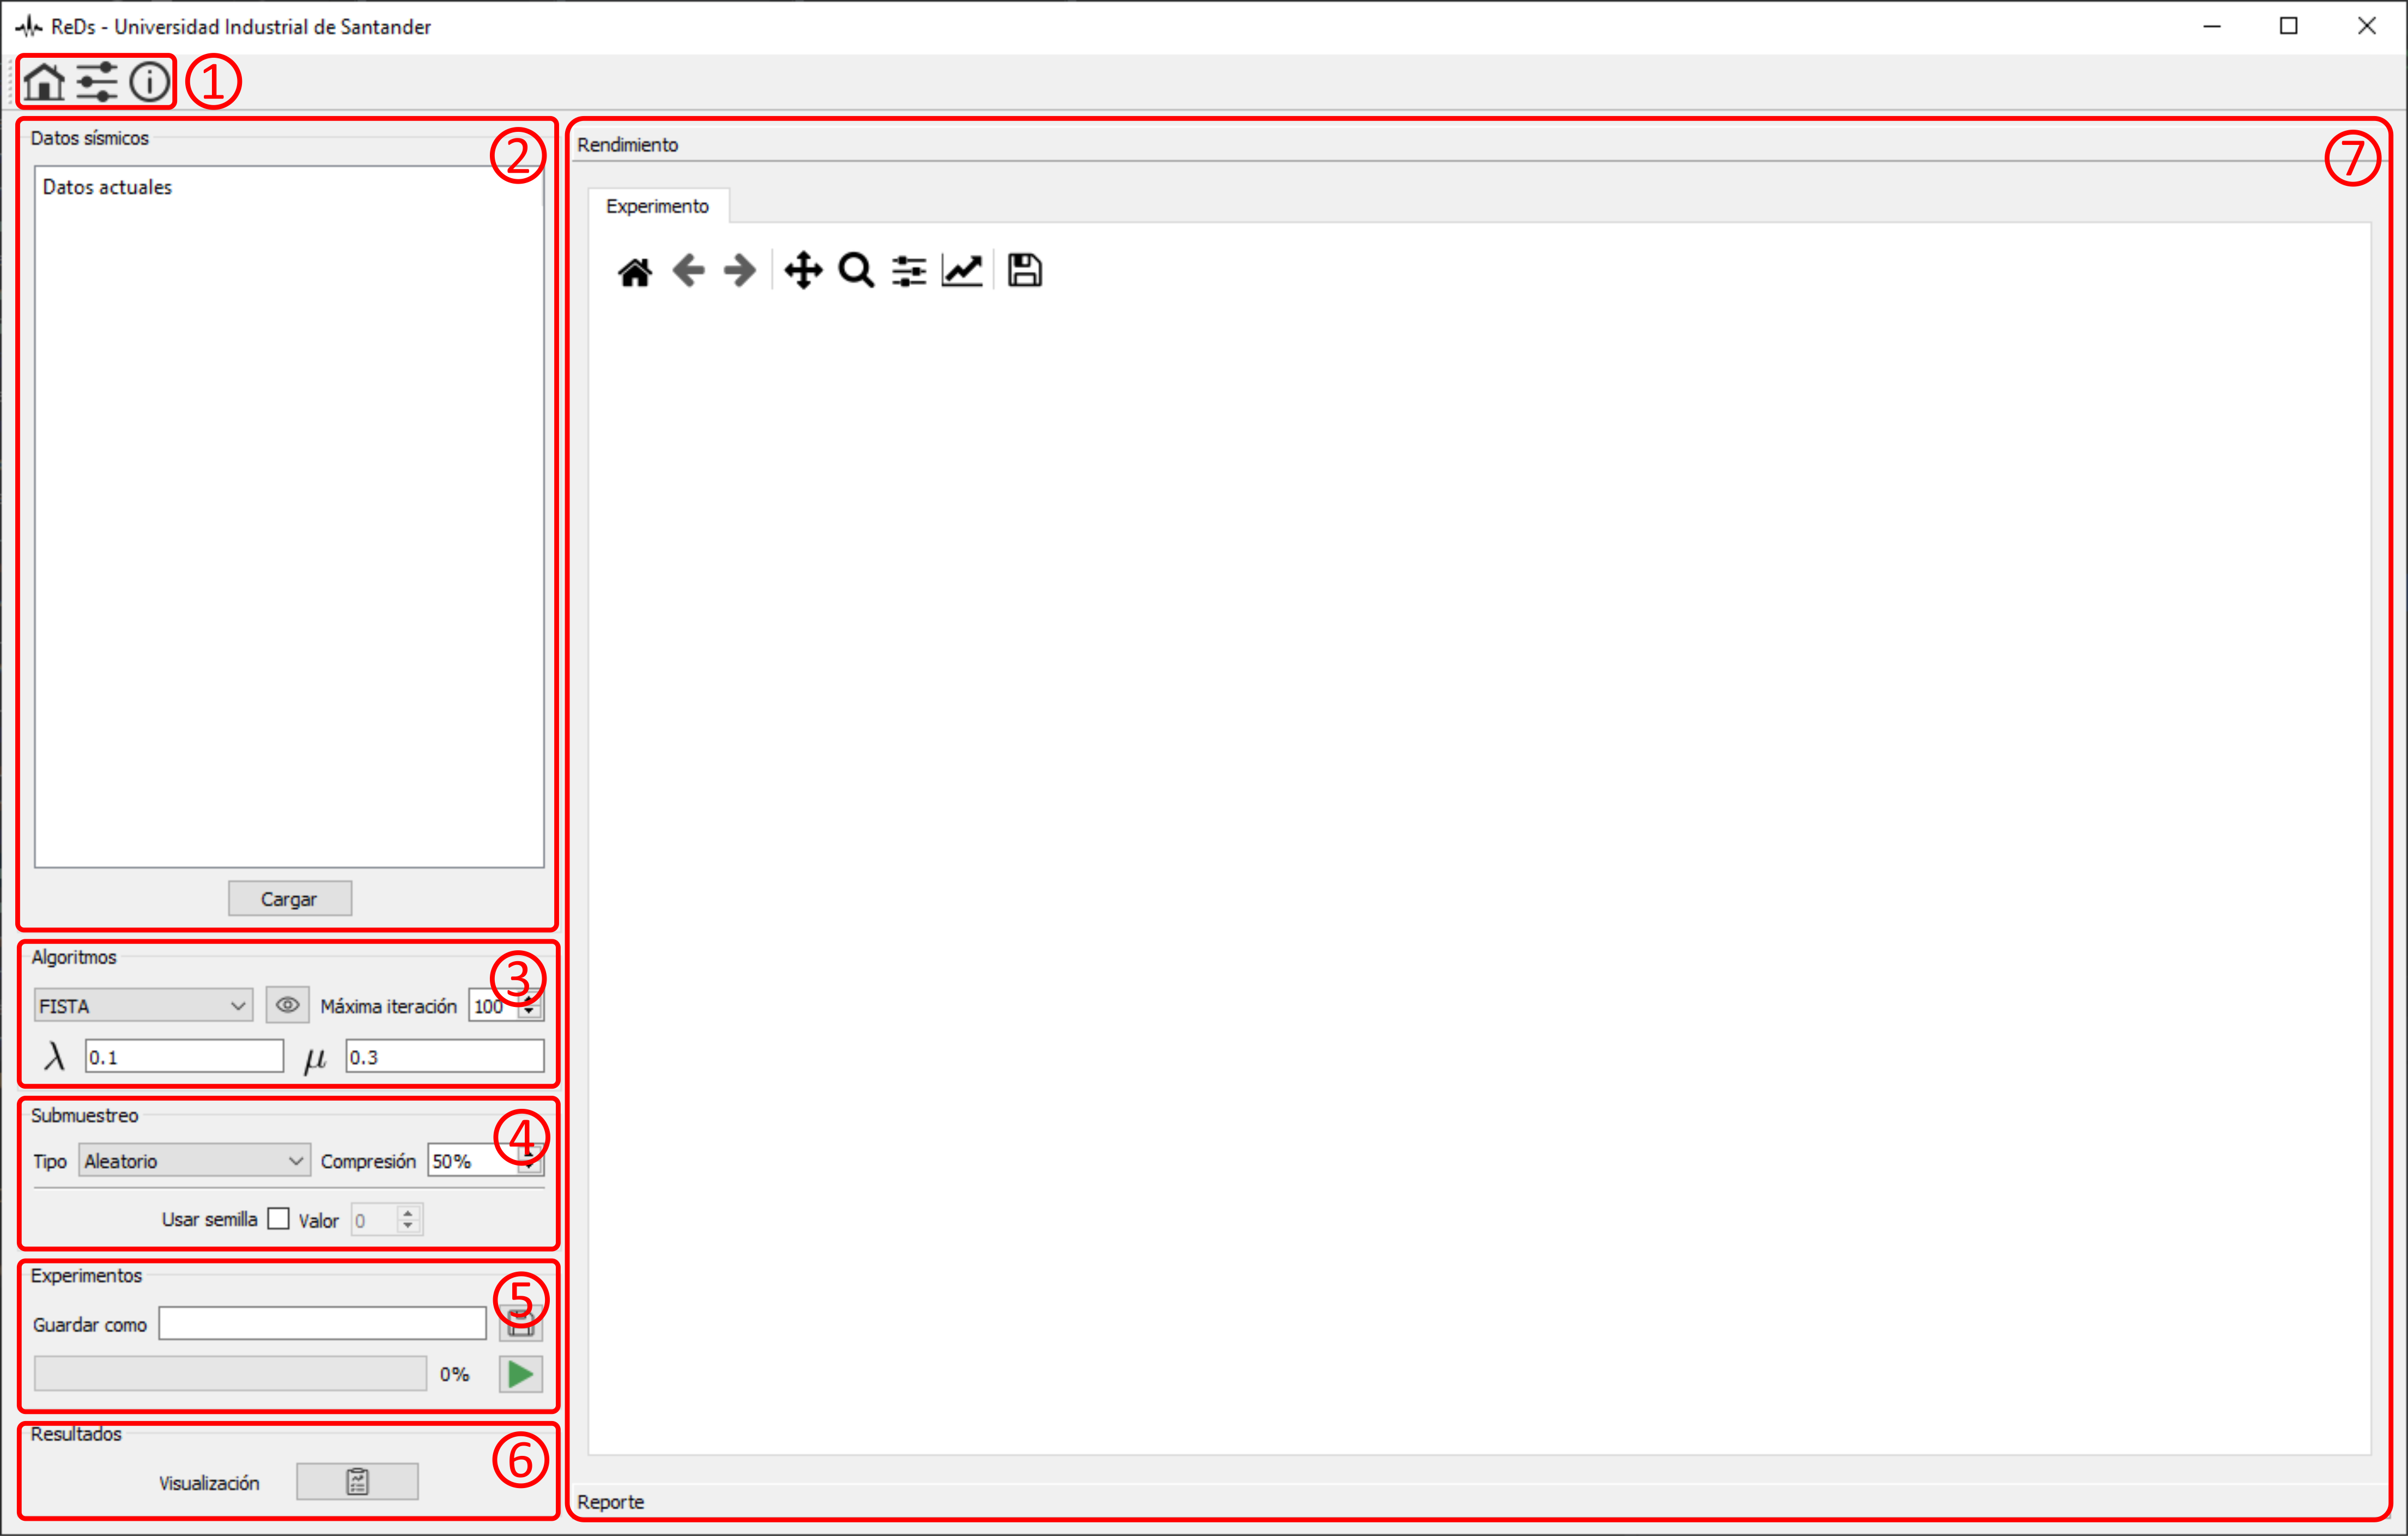 ReDs - Universidad Industrial de Santander
1
Datos sísmicos
2
Datos actuales
Cargar
Algoritmos
3
FISTA
Máxima iteración
100
λ
0.1
μ
0.3
Submuestreo
4
Tipo
Aleatorio
Compresión
50%
Usar semilla
Valor
0
Experimentos
5
Guardar como
0%
Resultados
6
Visualización
Rendimiento
7
Experimento
Reporte